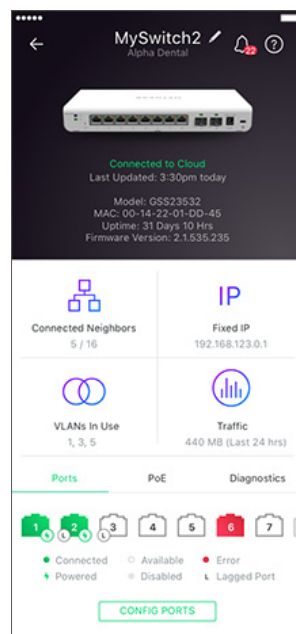 MySwitch2
22
?
Alpha Dental
NETGEAR
Connected to Cloud
Last Updated: 3:30pm today
Model: GSS23532
MAC: 00-14-22-01-DD-45
Uptime: 31 Days 10 Hrs
Firmware Version: 2.1.535.235
IP
Connected Neighbors
5 / 16
Fixed IP
192.168.123.0.1
VLANs In Use
1, 3, 5
Traffic
440 MB (Last 24 hrs)
Ports PoE Diagnostics
1 2 3 4 5 6 7
L L
Connected Available Error
Powered Disabled L Lagged Port
CONFIG PORTS